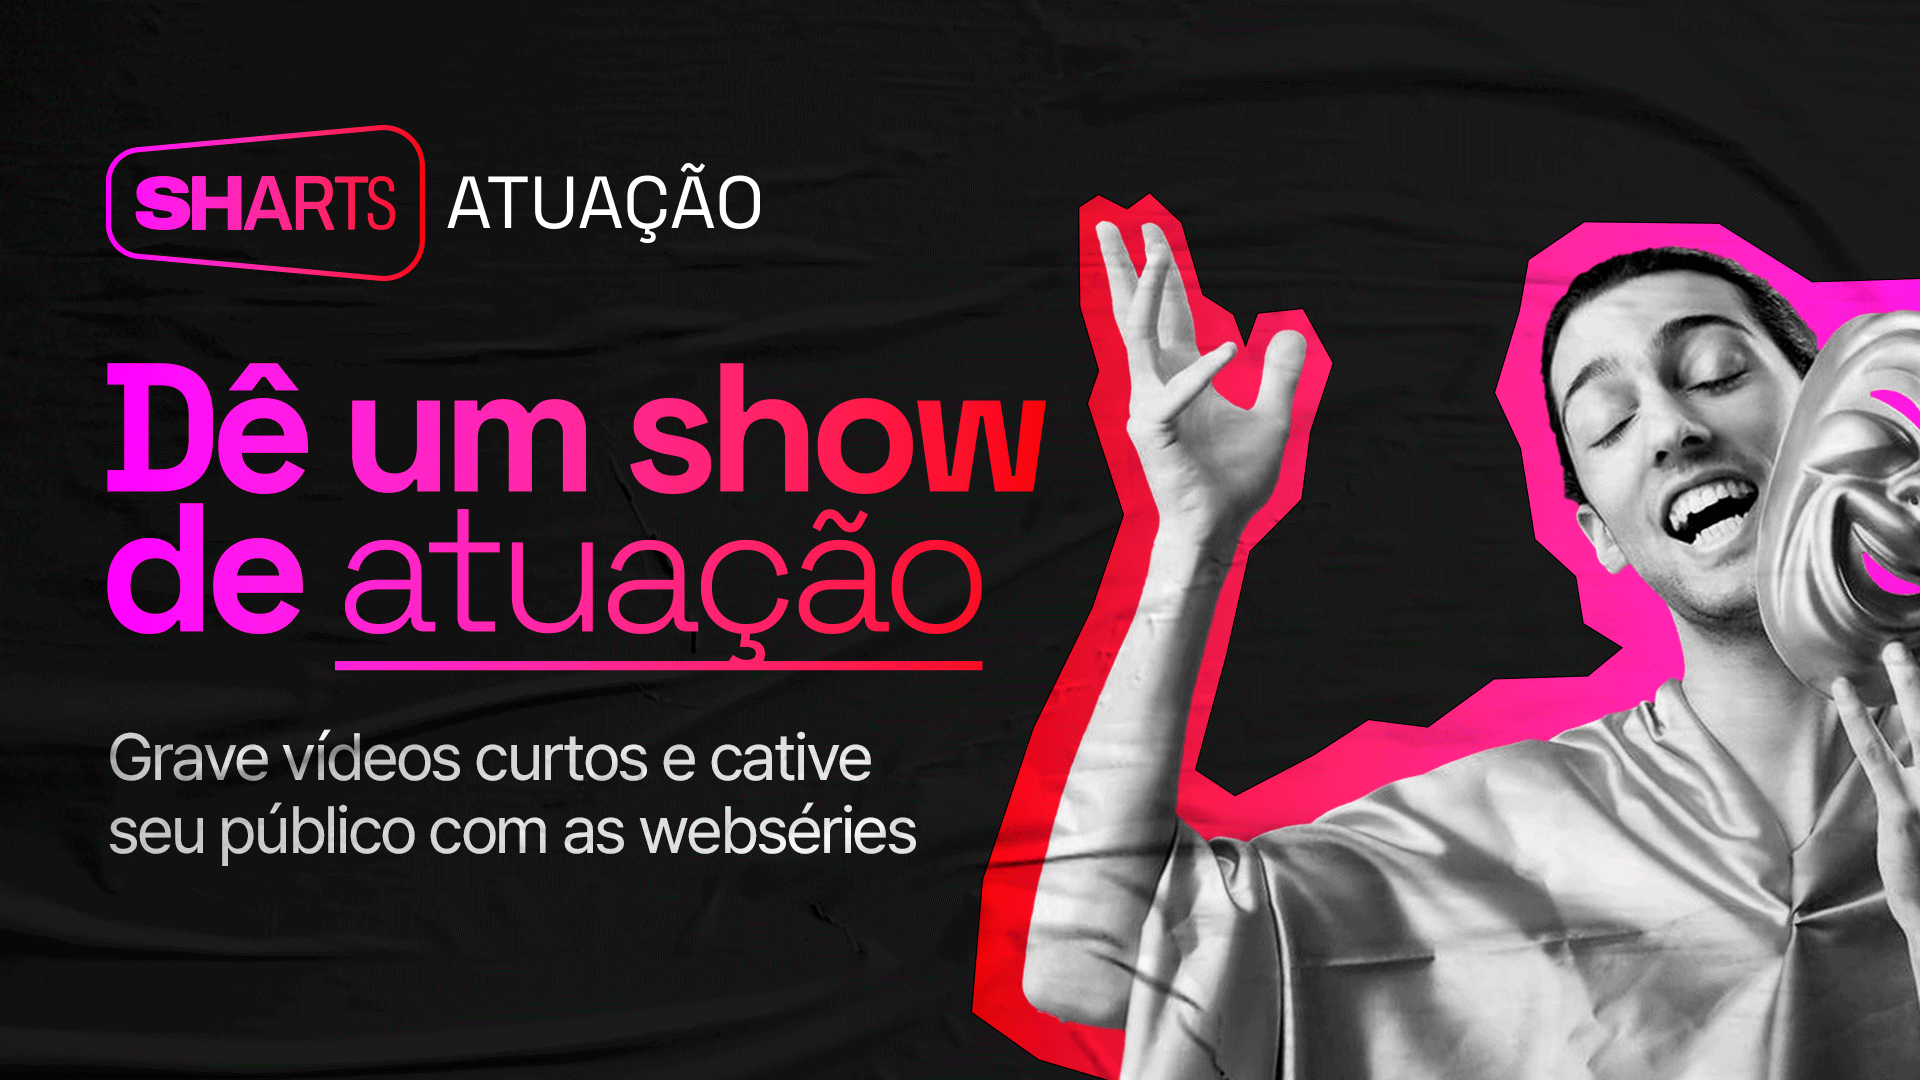 SHARTS ATUAÇÃO
Dê um show
de atuação
Grave vídeos curtos e cative
seu público com as webséries